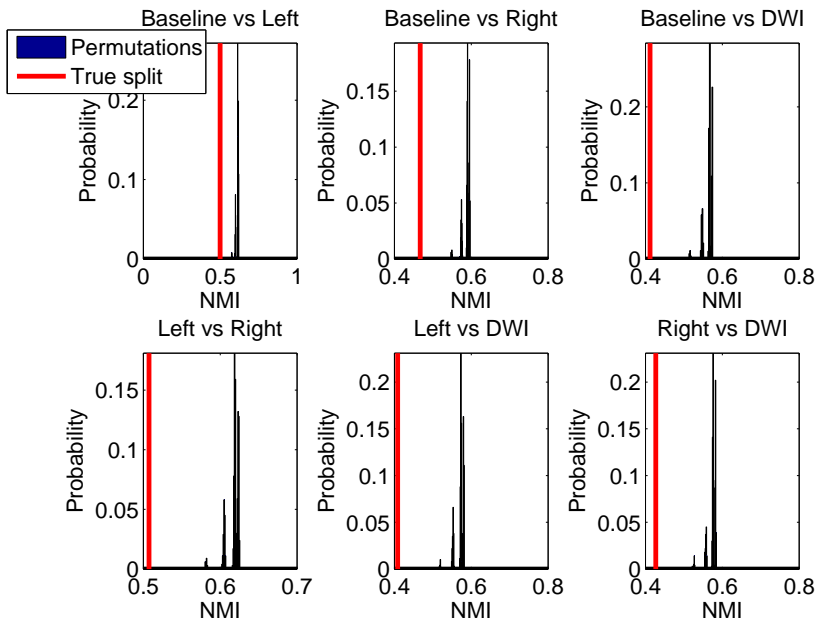 Baseline vs Left
Baseline vs Right
Baseline vs DWI
Permutations
True split
Probability
0.2
0.1
0
0
0.5
1
NMI
Probability
0.15
0.1
0.05
0
0.4
0.6
0.8
NMI
Probability
0.2
0.1
0
0.4
0.6
0.8
NMI
Left vs Right
Probability
0.15
0.1
0.05
0
0.5
0.6
0.7
NMI
Left vs DWI
Probability
0.2
0.15
0.1
0.05
0
0.4
0.6
0.8
NMI
Right vs DWI
Probability
0.2
0.15
0.1
0.05
0
0.4
0.6
0.8
NMI